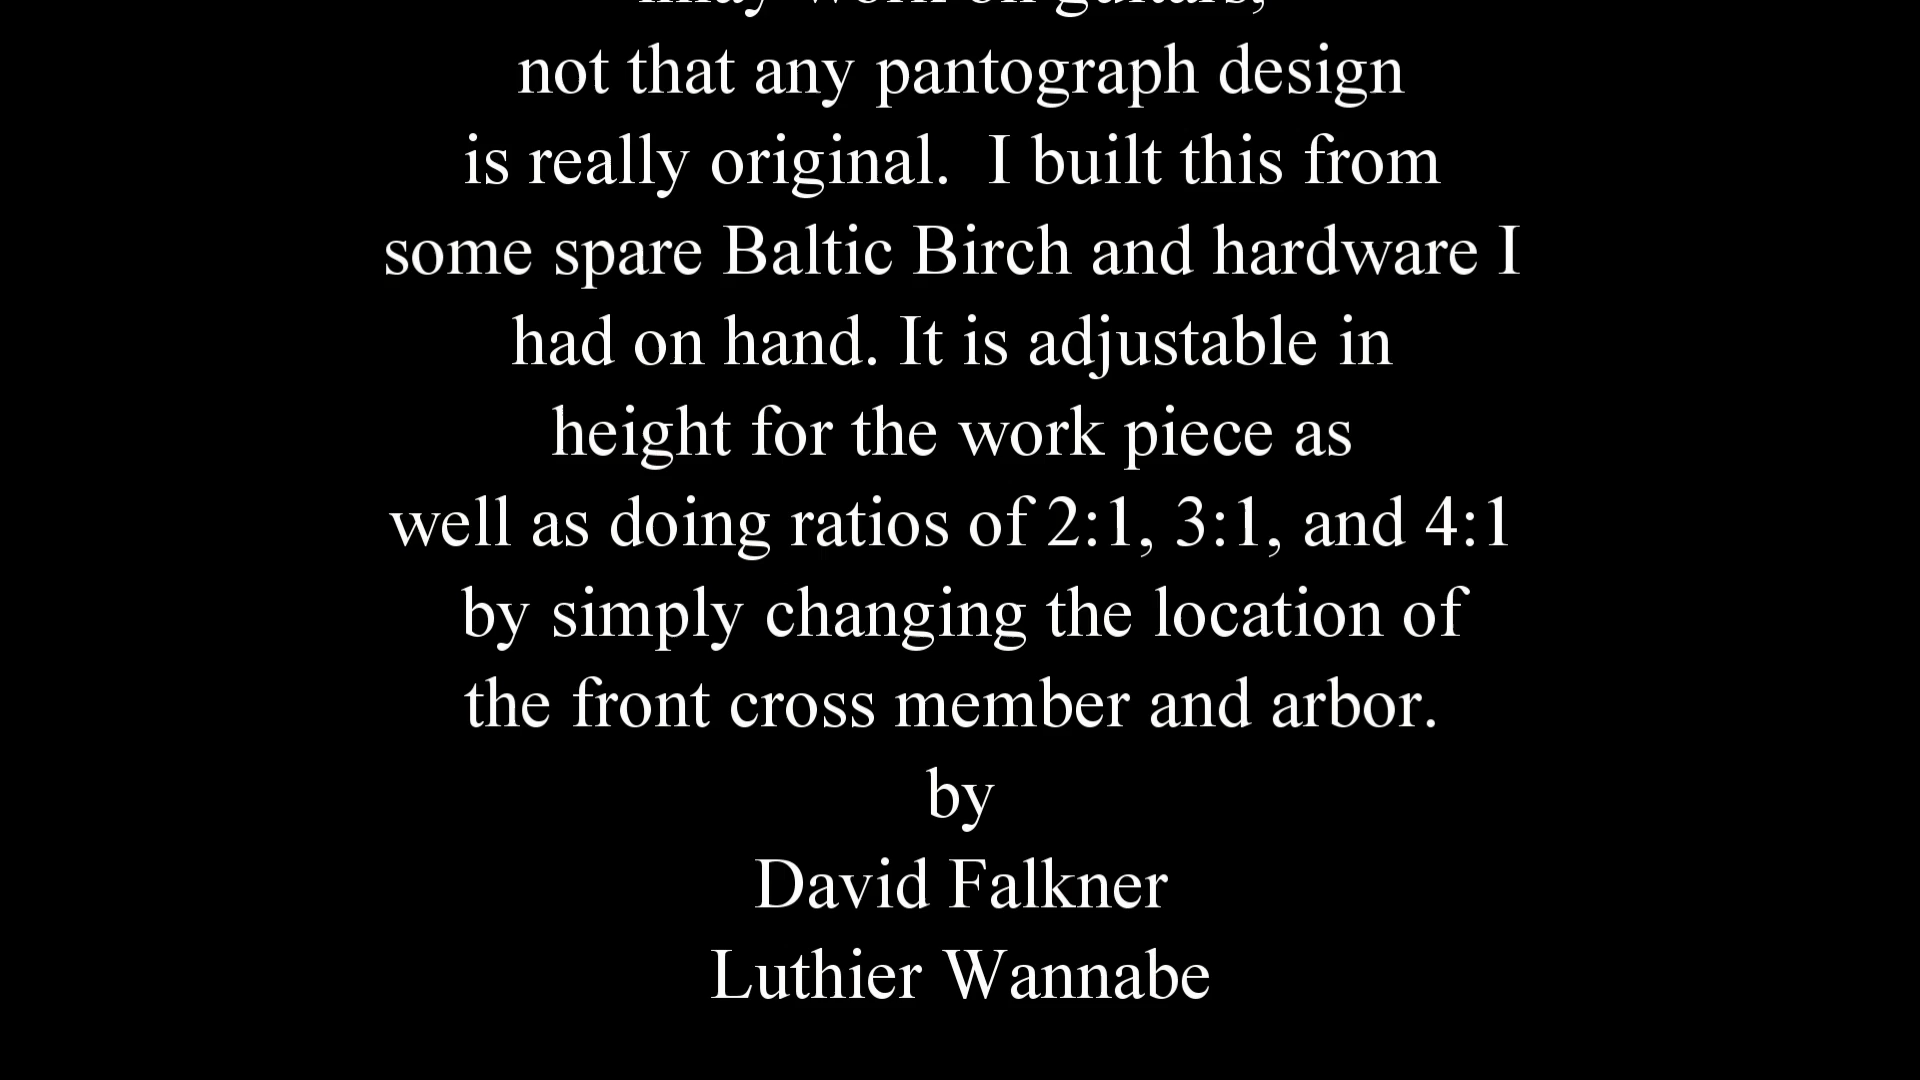 work on guitars,
not that any pantograph design
is really original.  I built this from
some spare Baltic Birch and hardware I
had on hand. It is adjustable in
height for the work piece as
well as doing ratios of 2:1, 3:1, and 4:1
by simply changing the location of
the front cross member and arbor.
by
David Falkner
Luthier Wannabe